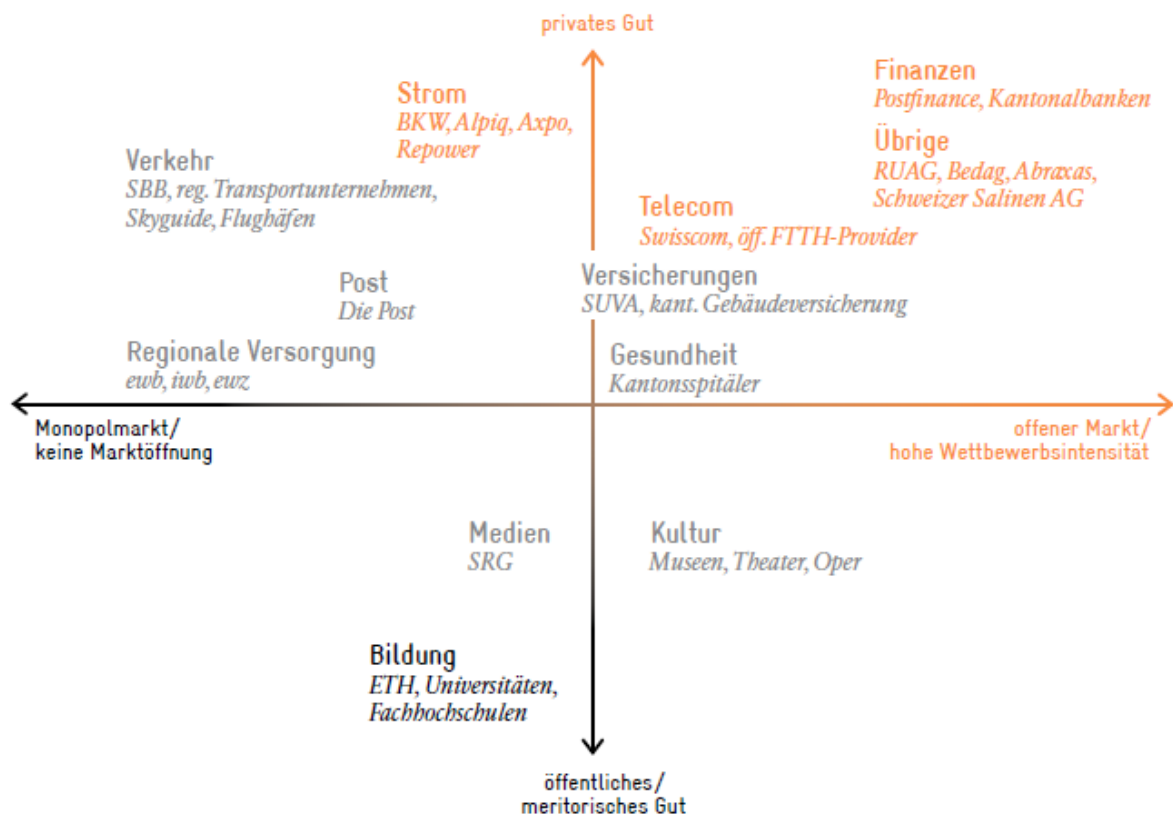 privates Gut
Finanzen
Postfinance, Kantonalbanken
Strom
BKW, Alpiq, Axpo,
Repower
Übrige
RUAG, Bedag, Abraxas,
Schweizer Salinen AG
Verkehr
SBB, reg. Transportunternehmen,
Skyguide, Flughäfen
Telecom
Swisscom, öff. FTTH-Provider
Post
Die Post
Versicherungen
SUVA, kant. Gebäudeversicherung
Regionale Versorgung
ewb, iwb, ewz
Gesundheit
Kantonsspitäler
Monopolmarkt/
keine Marktöffnung
offener Markt/
hohe Wettbewerbsintensität
Medien
SRG
Kultur
Museen, Theater, Oper
Bildung
ETH, Universitäten,
Fachhochschulen
öffentliches/
meritorisches Gut